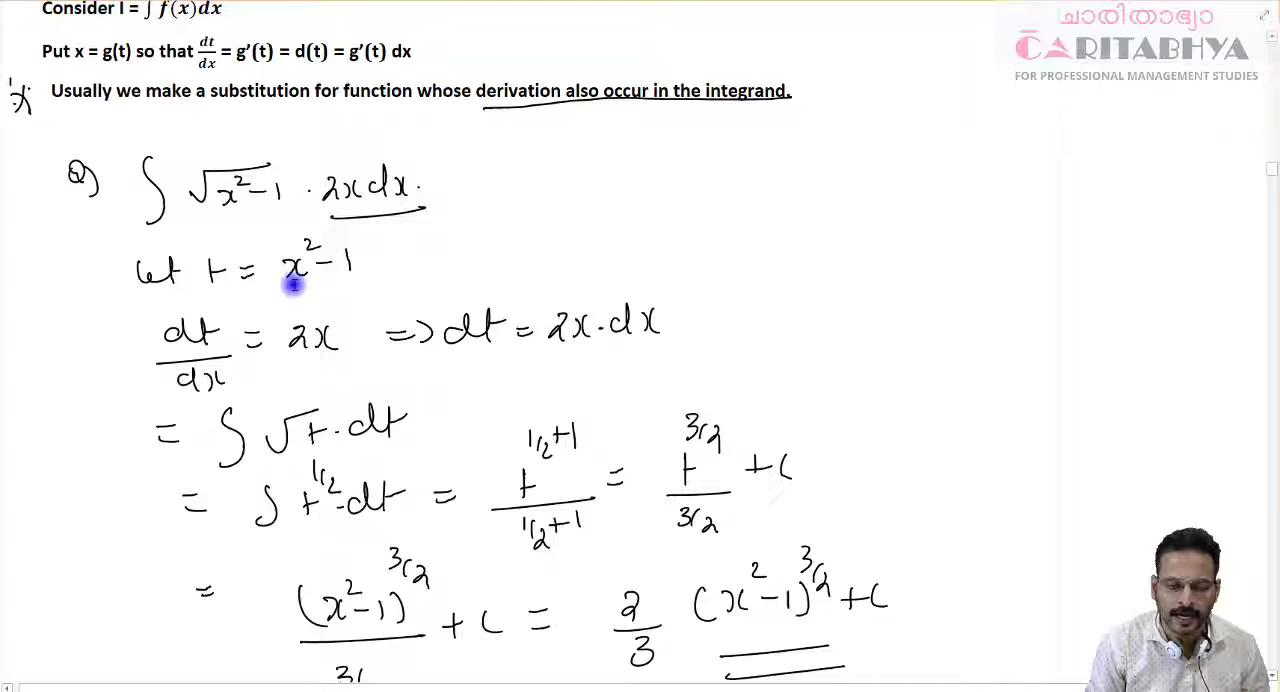 Consider I = ∫ f(x)dx
ചാരിതാഭ്യാ
CARITABHYA
FOR PROFESSIONAL MANAGEMENT STUDIES
Put x = g(t) so that dt/dx = g'(t) = d(t) = g'(t) dx
Usually we make a substitution for function whose derivation also occur in the integrand.
Q) ∫ √x²-1 . 2x dx.
Let t = x² - 1
dt/dx = 2x => dt = 2x . dx
= ∫ √t . dt
= ∫ t^1/2 . dt = t^1/2+1 / 1/2+1 = t^3/2 / 3/2 + C
= (x²-1)^3/2 / 3/ + C = 2/3 (x²-1)^3/2 + C